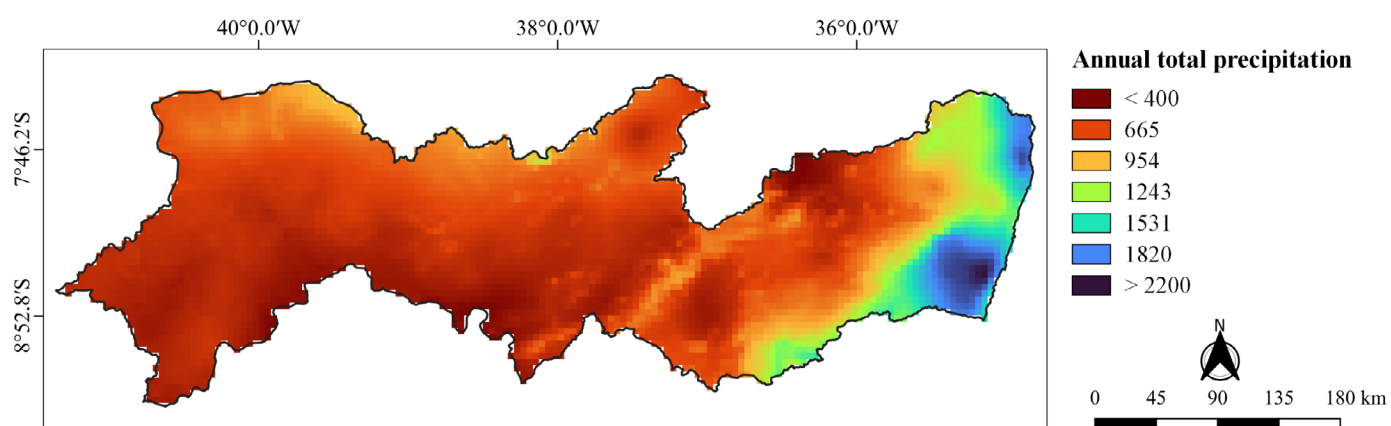 40°0.0′W 38°0.0′W 36°0.0′W
7°46.2′S
8°52.8′S
Annual total precipitation
< 400
665
954
1243
1531
1820
> 2200
N
0 45 90 135 180 km